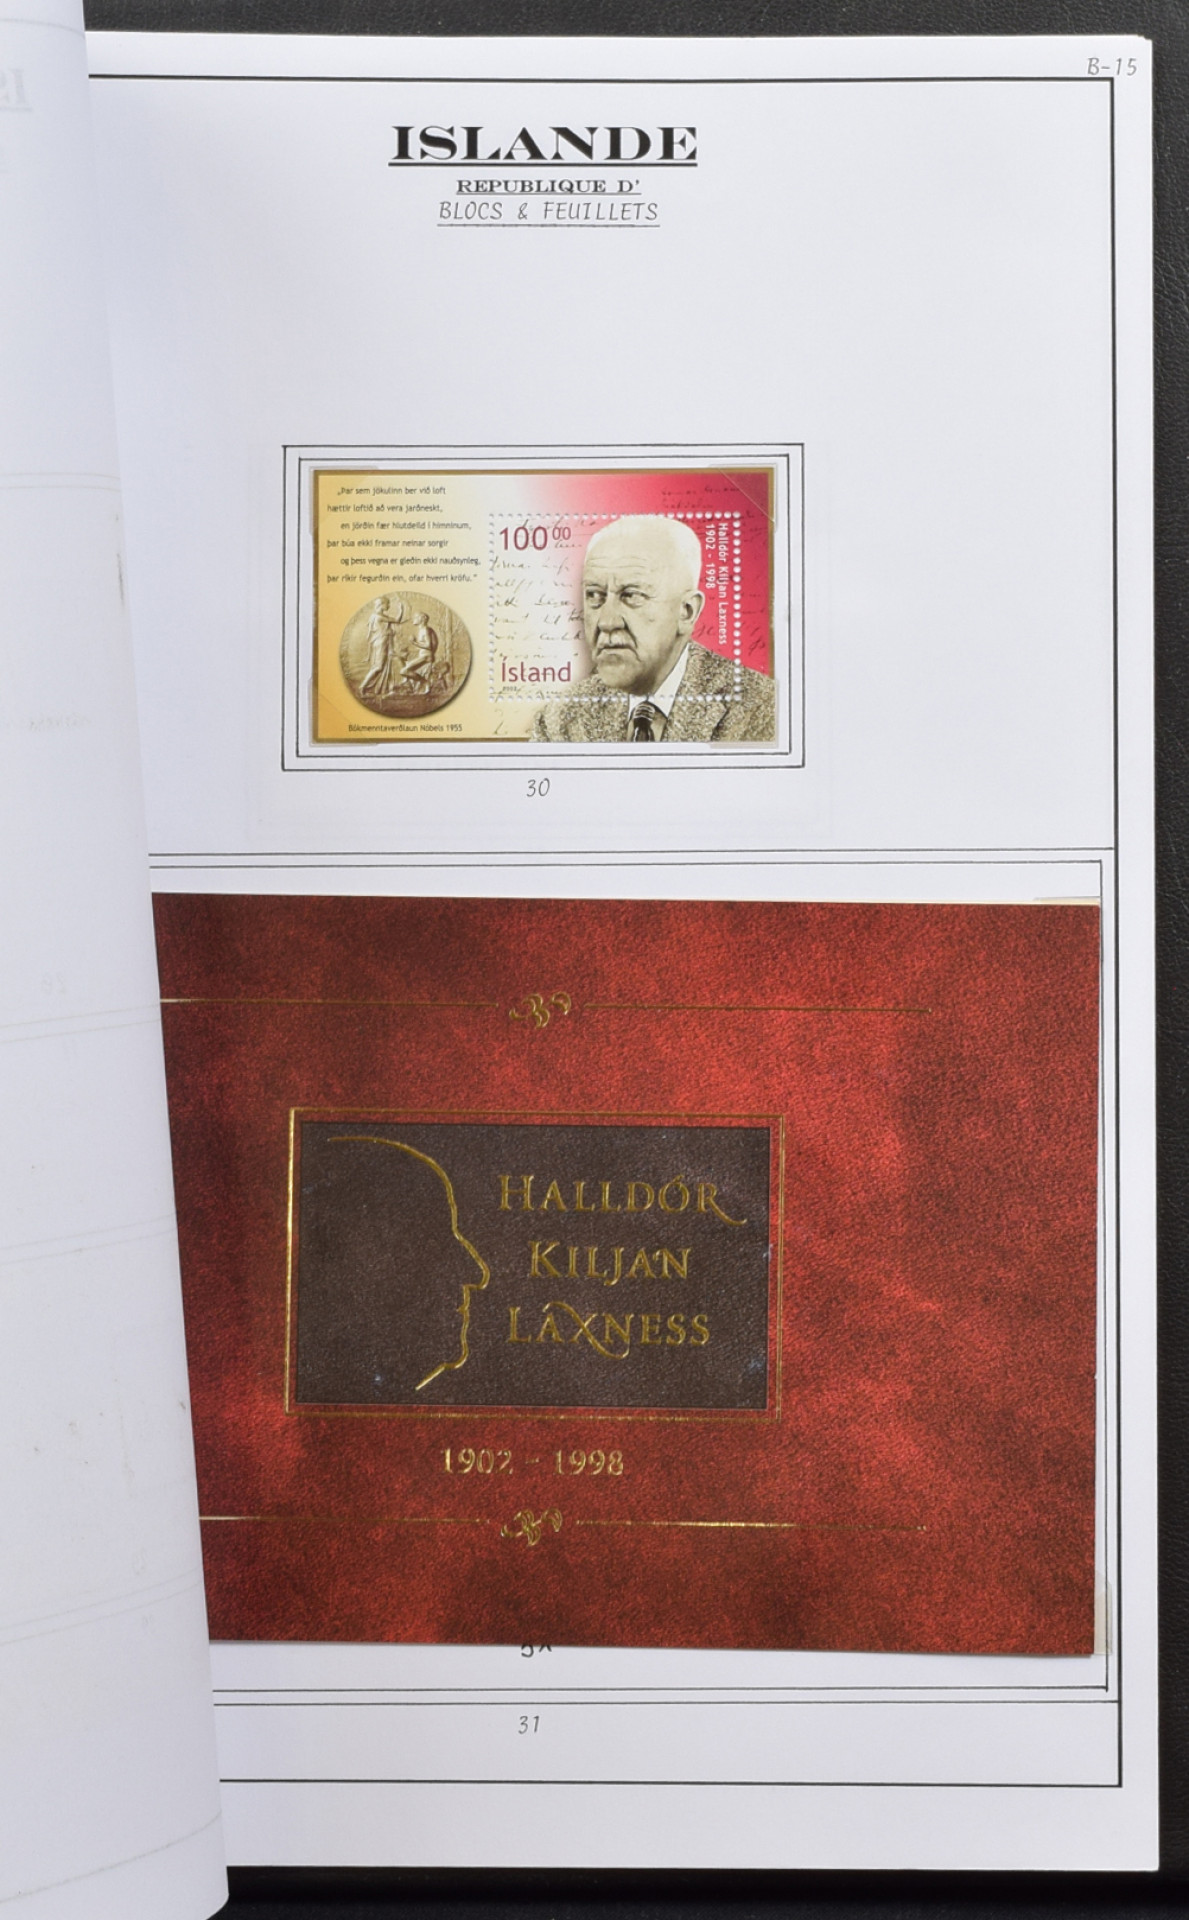 B-15
ISLANDE
REPUBLIQUE D'
BLOCS & FEUILLETS
„Þar sem jökulinn ber við loft
hættir loftið að vera jarðneskt,
en jörðin fær hlutdeild í himninum,
þar búa ekki framar neinar sorgir
og þess vegna er gleðin ekki nauðsynleg,
þar ríkir fegurðin ein, ofar hverri kröfu."
Bókmenntaverðlaun Nóbels 1955
100 00
Halldór Kiljan Laxness
1902 - 1998
Ísland
2002
30
HALLDÓR
KILJAN
LAXNESS
1902 - 1998
31